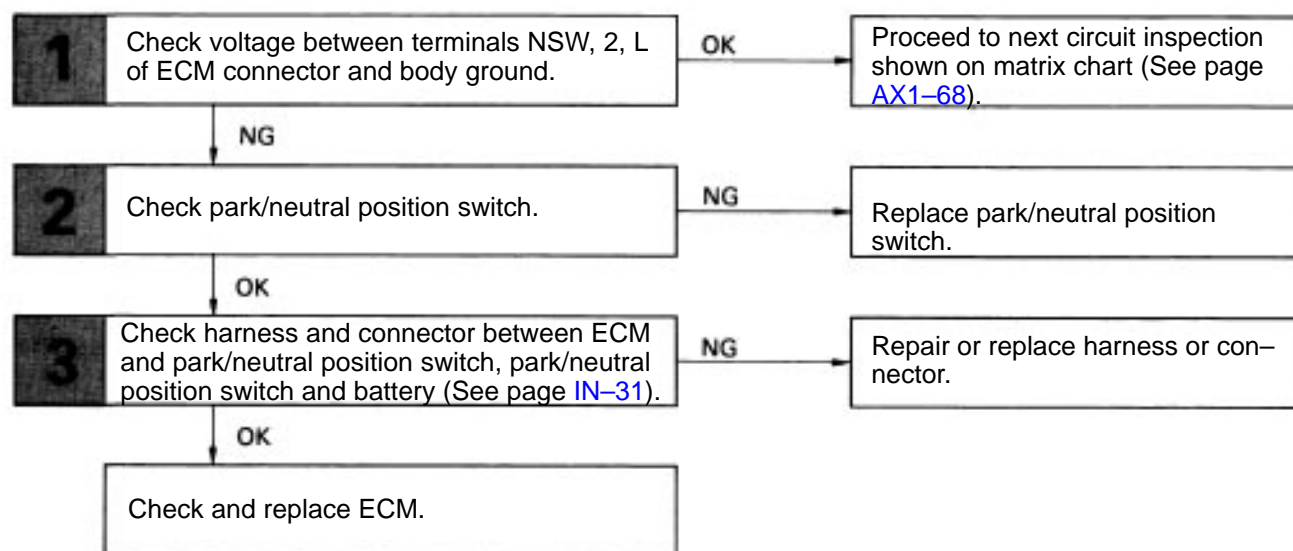 1
Check voltage between terminals NSW, 2, L
of ECM connector and body ground.
OK
Proceed to next circuit inspection
shown on matrix chart (See page
AX1–68).
NG
2
Check park/neutral position switch.
NG
Replace park/neutral position
switch.
OK
3
Check harness and connector between ECM
and park/neutral position switch, park/neutral
position switch and battery (See page IN–31).
NG
Repair or replace harness or con–
nector.
OK
Check and replace ECM.